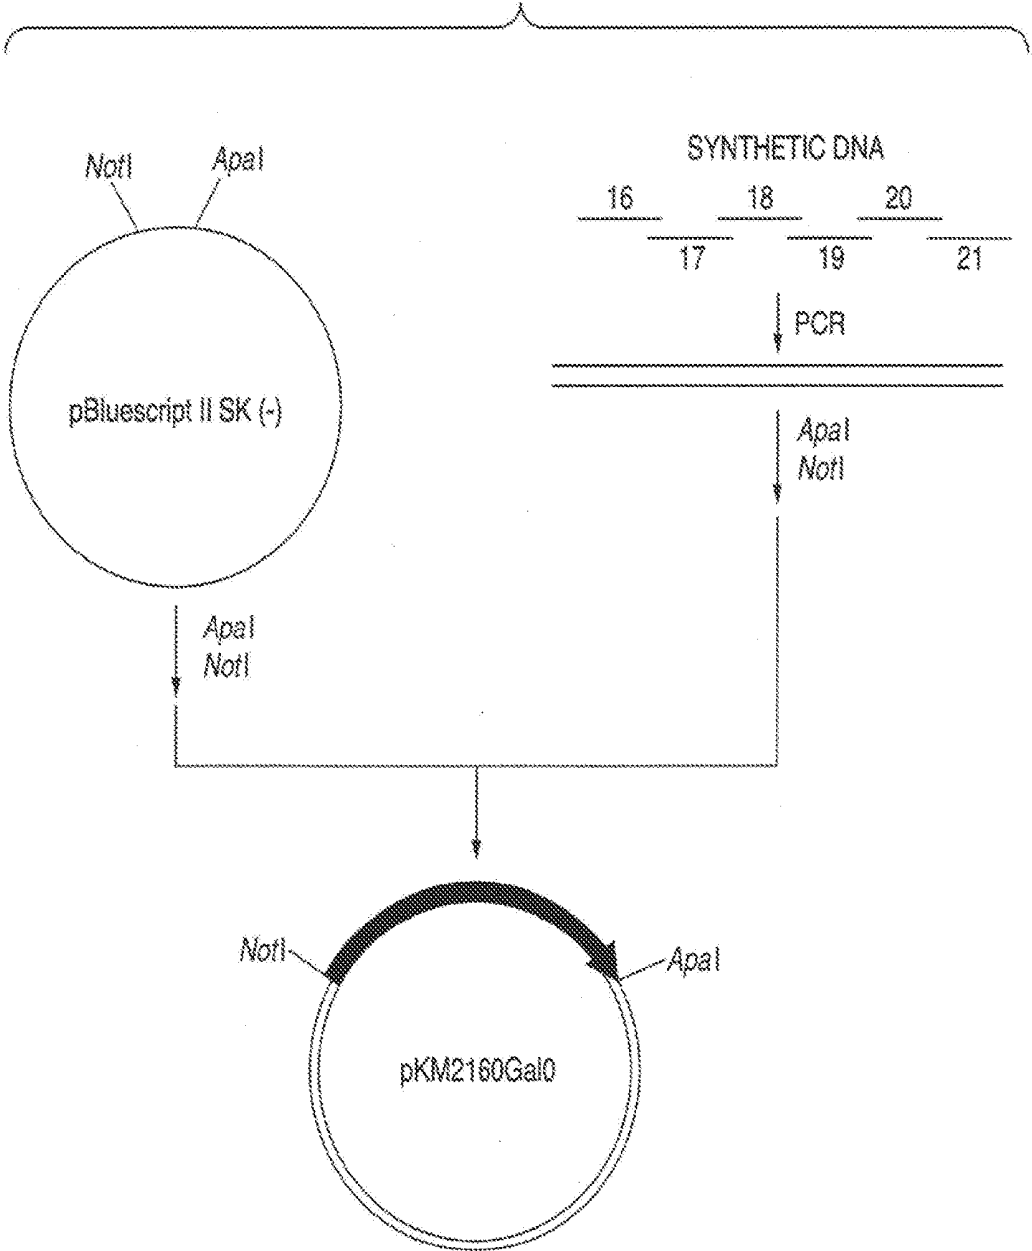 NotI
ApaI
pBluescript II SK (-)
ApaI
NotI
SYNTHETIC DNA
16
18
20
17
19
21
PCR
ApaI
NotI
NotI
ApaI
pKM2160Gal0